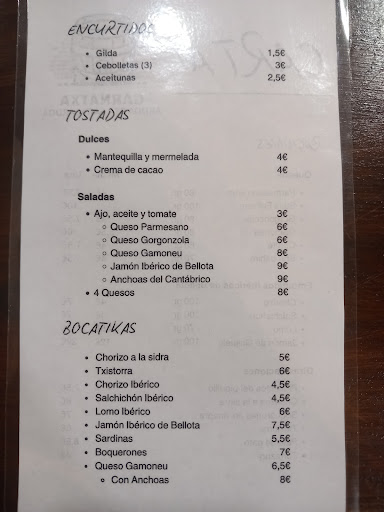 ENCURTIDOS
• Gilda 1,5€
• Cebolletas (3) 3€
• Aceitunas 2,5€
TOSTADAS
Dulces
• Mantequilla y mermelada 4€
• Crema de cacao 4€
Saladas
• Ajo, aceite y tomate 3€
○ Queso Parmesano 6€
○ Queso Gorgonzola 6€
○ Queso Gamoneu 8€
○ Jamón Ibérico de Bellota 9€
○ Anchoas del Cantábrico 9€
• 4 Quesos 8€
BOCATIKAS
• Chorizo a la sidra 5€
• Txistorra 6€
• Chorizo Ibérico 4,5€
• Salchichón Ibérico 4,5€
• Lomo Ibérico 6€
• Jamón Ibérico de Bellota 7,5€
• Sardinas 5,5€
• Boquerones 7€
• Queso Gamoneu 6,5€
○ Con Anchoas 8€
CARTA
GARNATXA